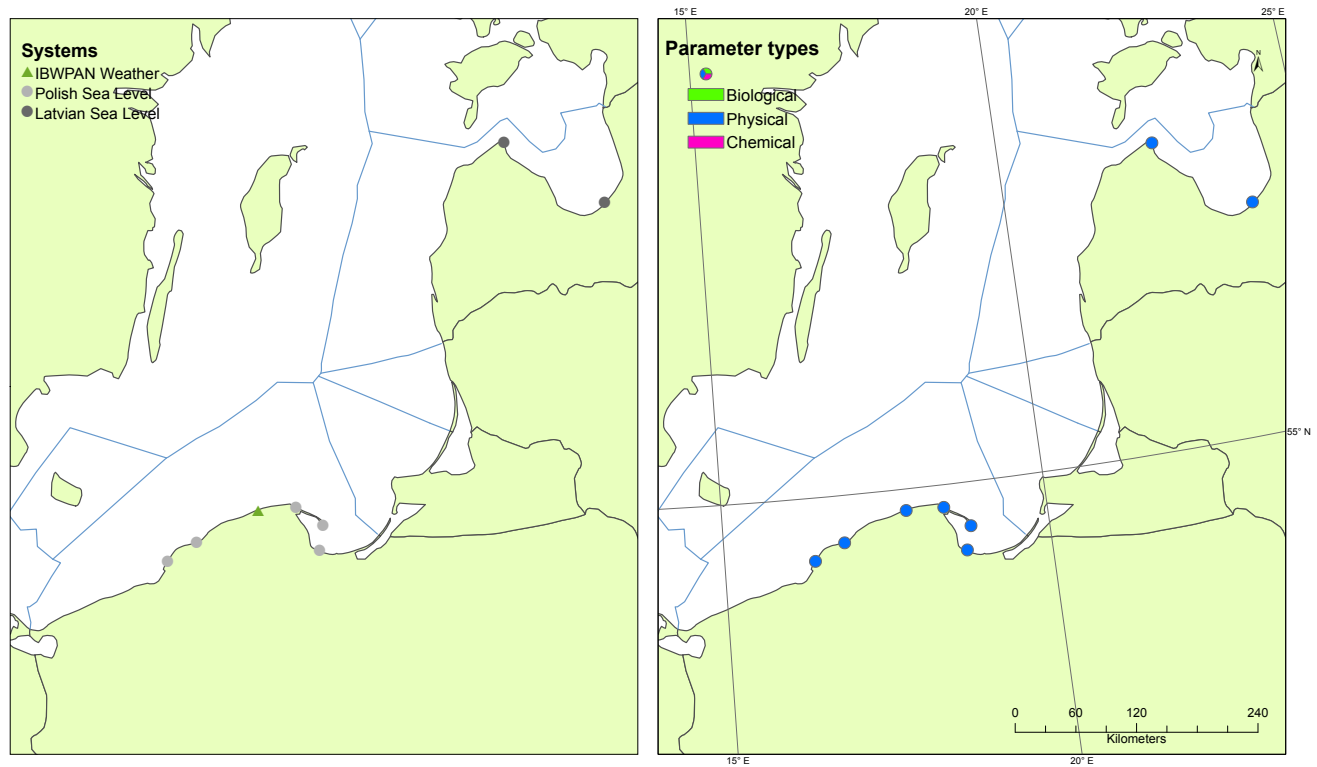 Systems
IBWPAN Weather
Polish Sea Level
Latvian Sea Level
15° E
20° E
25° E
Parameter types
N
Biological
Physical
Chemical
55° N
0 60 120 240
Kilometers
15° E
20° E